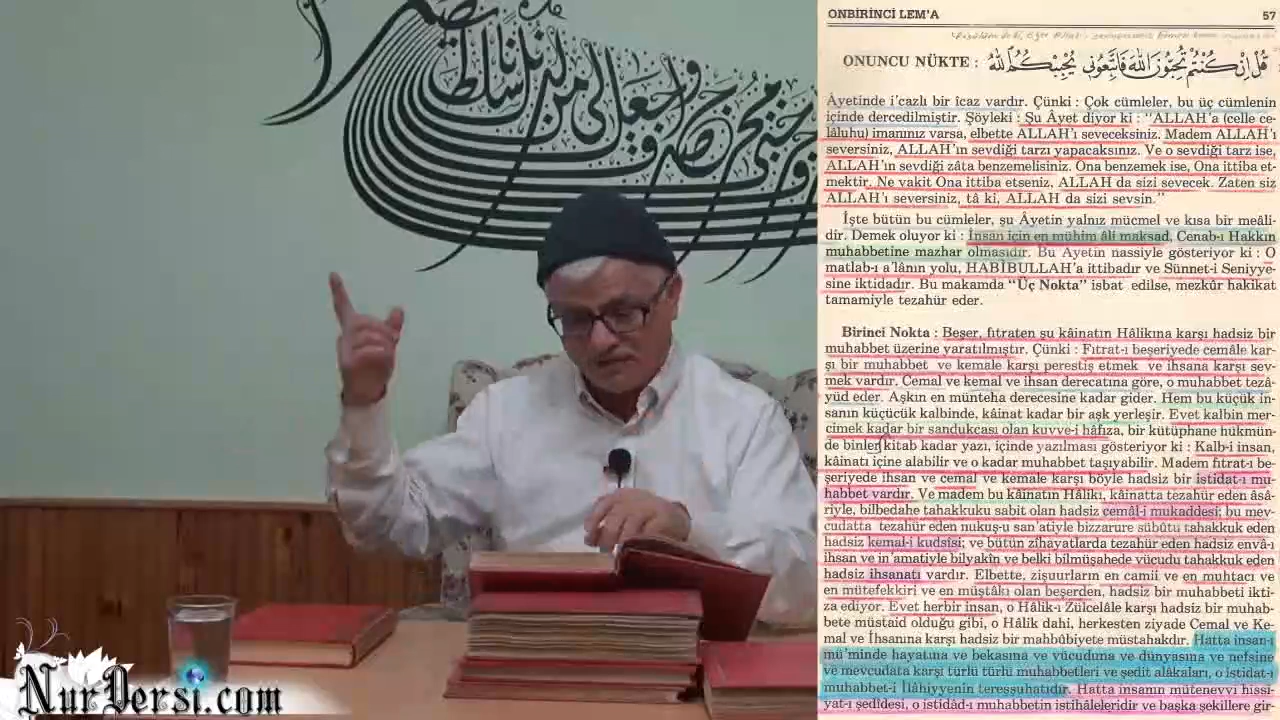 ONBİRİNCİ LEM'A 57
ONUNCU NÜKTE : قُلْ اِنْ كُنْتُمْ تُحِبُّونَ اللّٰهَ فَاتَّبِعُونِى يُحْبِبْكُمُ اللّٰهُ
Âyetinde i'cazlı bir îcaz vardır. Çünki : Çok cümleler, bu üç cümlenin
içinde dercedilmiştir. Şöyleki : Şu Âyet diyor ki : "ALLAH'a (celle ce-
lâluhu) imanınız varsa, elbette ALLAH'ı seveceksiniz. Madem ALLAH'ı
seversiniz, ALLAH'ın sevdiği tarzı yapacaksınız. Ve o sevdiği tarz ise,
ALLAH'ın sevdiği zâta benzemelisiniz. Ona benzemek ise, Ona ittiba et-
mektir. Ne vakit Ona ittiba etseniz, ALLAH da sizi sevecek. Zaten siz
ALLAH'ı seversiniz, tâ ki, ALLAH da sizi sevsin."
İşte bütün bu cümleler, şu Âyetin yalnız mücmel ve kısa bir meâli-
dir. Demek oluyor ki : İnsan için en mühim âli maksad, Cenab-ı Hakkın
muhabbetine mazhar olmasıdır. Bu Âyetin nassiyle gösteriyor ki : O
matlab-ı a'lânın yolu, HABİBULLAH'a ittibadır ve Sünnet-i Seniyye-
sine iktidadır. Bu makamda "Üç Nokta" isbat edilse, mezkûr hakikat
tamamiyle tezahür eder.
Birinci Nokta : Beşer, fıtraten şu kâinatın Hâlikına karşı hadsiz bir
muhabbet üzerine yaratılmıştır. Çünki : Fıtrat-ı beşeriyede cemâle kar-
şı bir muhabbet ve kemale karşı perestiş etmek ve ihsana karşı sev-
mek vardır. Cemal ve kemal ve ihsan derecatına göre, o muhabbet tezâ-
yüd eder. Aşkın en münteha derecesine kadar gider. Hem bu küçük in-
sanın küçücük kalbinde, kâinat kadar bir aşk yerleşir. Evet kalbin mer-
cimek kadar bir sandukçası olan kuvve-i hâfıza, bir kütüphane hükmün-
de binler kitab kadar yazı, içinde yazılması gösteriyor ki : Kalb-i insan,
kâinatı içine alabilir ve o kadar muhabbet taşıyabilir. Madem fıtrat-ı be-
şeriyede ihsan ve cemal ve kemale karşı böyle hadsiz bir istidat-ı mu-
habbet vardır. Ve madem bu kâinatın Hâlikı, kâinatta tezahür eden âsâ-
riyle, bilbedahe tahakkuku sabit olan hadsiz cemâl-i mukaddesi; bu mev-
cudatta tezahür eden nukuş-u san'atiyle bizzarure sübûtu tahakkuk eden
hadsiz kemal-i kudsîsi; ve bütün zîhayatlarda tezahür eden hadsiz envâ-i
ihsan ve in'amatiyle bilyakîn ve belki bilmüşahede vücudu tahakkuk eden
hadsiz ihsanatı vardır. Elbette, zişuurların en camii ve en muhtacı ve
en mütefekkiri ve en müştâkı olan beşerden, hadsiz bir muhabbeti ikti-
za ediyor. Evet herbir insan, o Hâlik-i Zülcelâle karşı hadsiz bir muhab-
bete müstaid olduğu gibi, o Hâlik dahi, herkesten ziyade Cemal ve Ke-
mal ve İhsanına karşı hadsiz bir mahbûbiyete müstahakdır. Hatta insan-ı
mü'minde hayatına ve bekasına ve vücuduna ve dünyasına ve nefsine
ve mevcudata karşı türlü türlü muhabbetleri ve şedit alâkaları, o istidat-ı
muhabbet-i İlâhiyyenin tereşşuhatıdır. Hatta insanın mütenevvi hissi-
yat-ı şedîdesi, o istidâd-ı muhabbetin istihâleleridir ve başka şekillere gir-
NurDersi.com